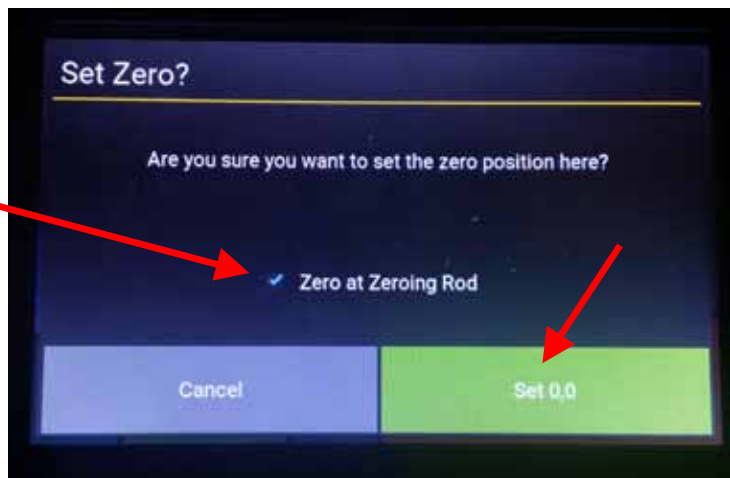 Set Zero?
Are you sure you want to set the zero position here?
Zero at Zeroing Rod
Cancel
Set 0,0